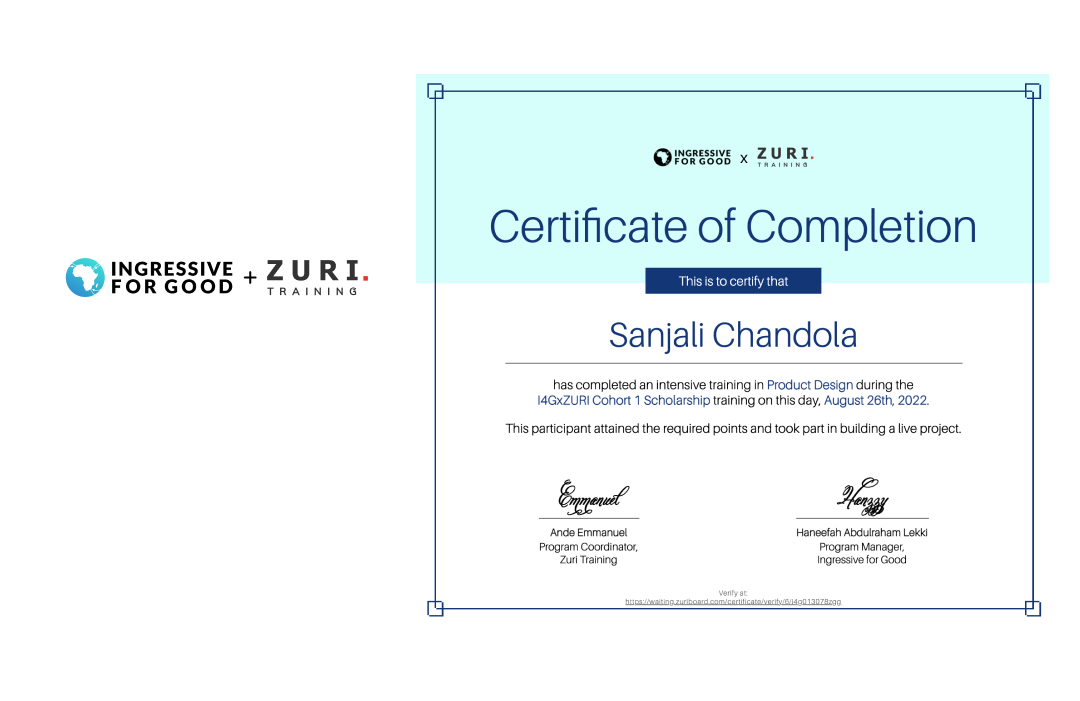 INGRESSIVE
FOR GOOD
+
ZURI.
TRAINING
INGRESSIVE
FOR GOOD
x
ZURI.
TRAINING
Certificate of Completion
This is to certify that
Sanjali Chandola
has completed an intensive training in Product Design during the
I4GxZURI Cohort 1 Scholarship training on this day, August 26th, 2022.
This participant attained the required points and took part in building a live project.
Emmanuel
Hanzzy
Ande Emmanuel
Program Coordinator,
Zuri Training
Haneefah Abdulraham Lekki
Program Manager,
Ingressive for Good
Verify at:
https://waiting.zuriboard.com/certificate/verify/6/i4g013078zgg